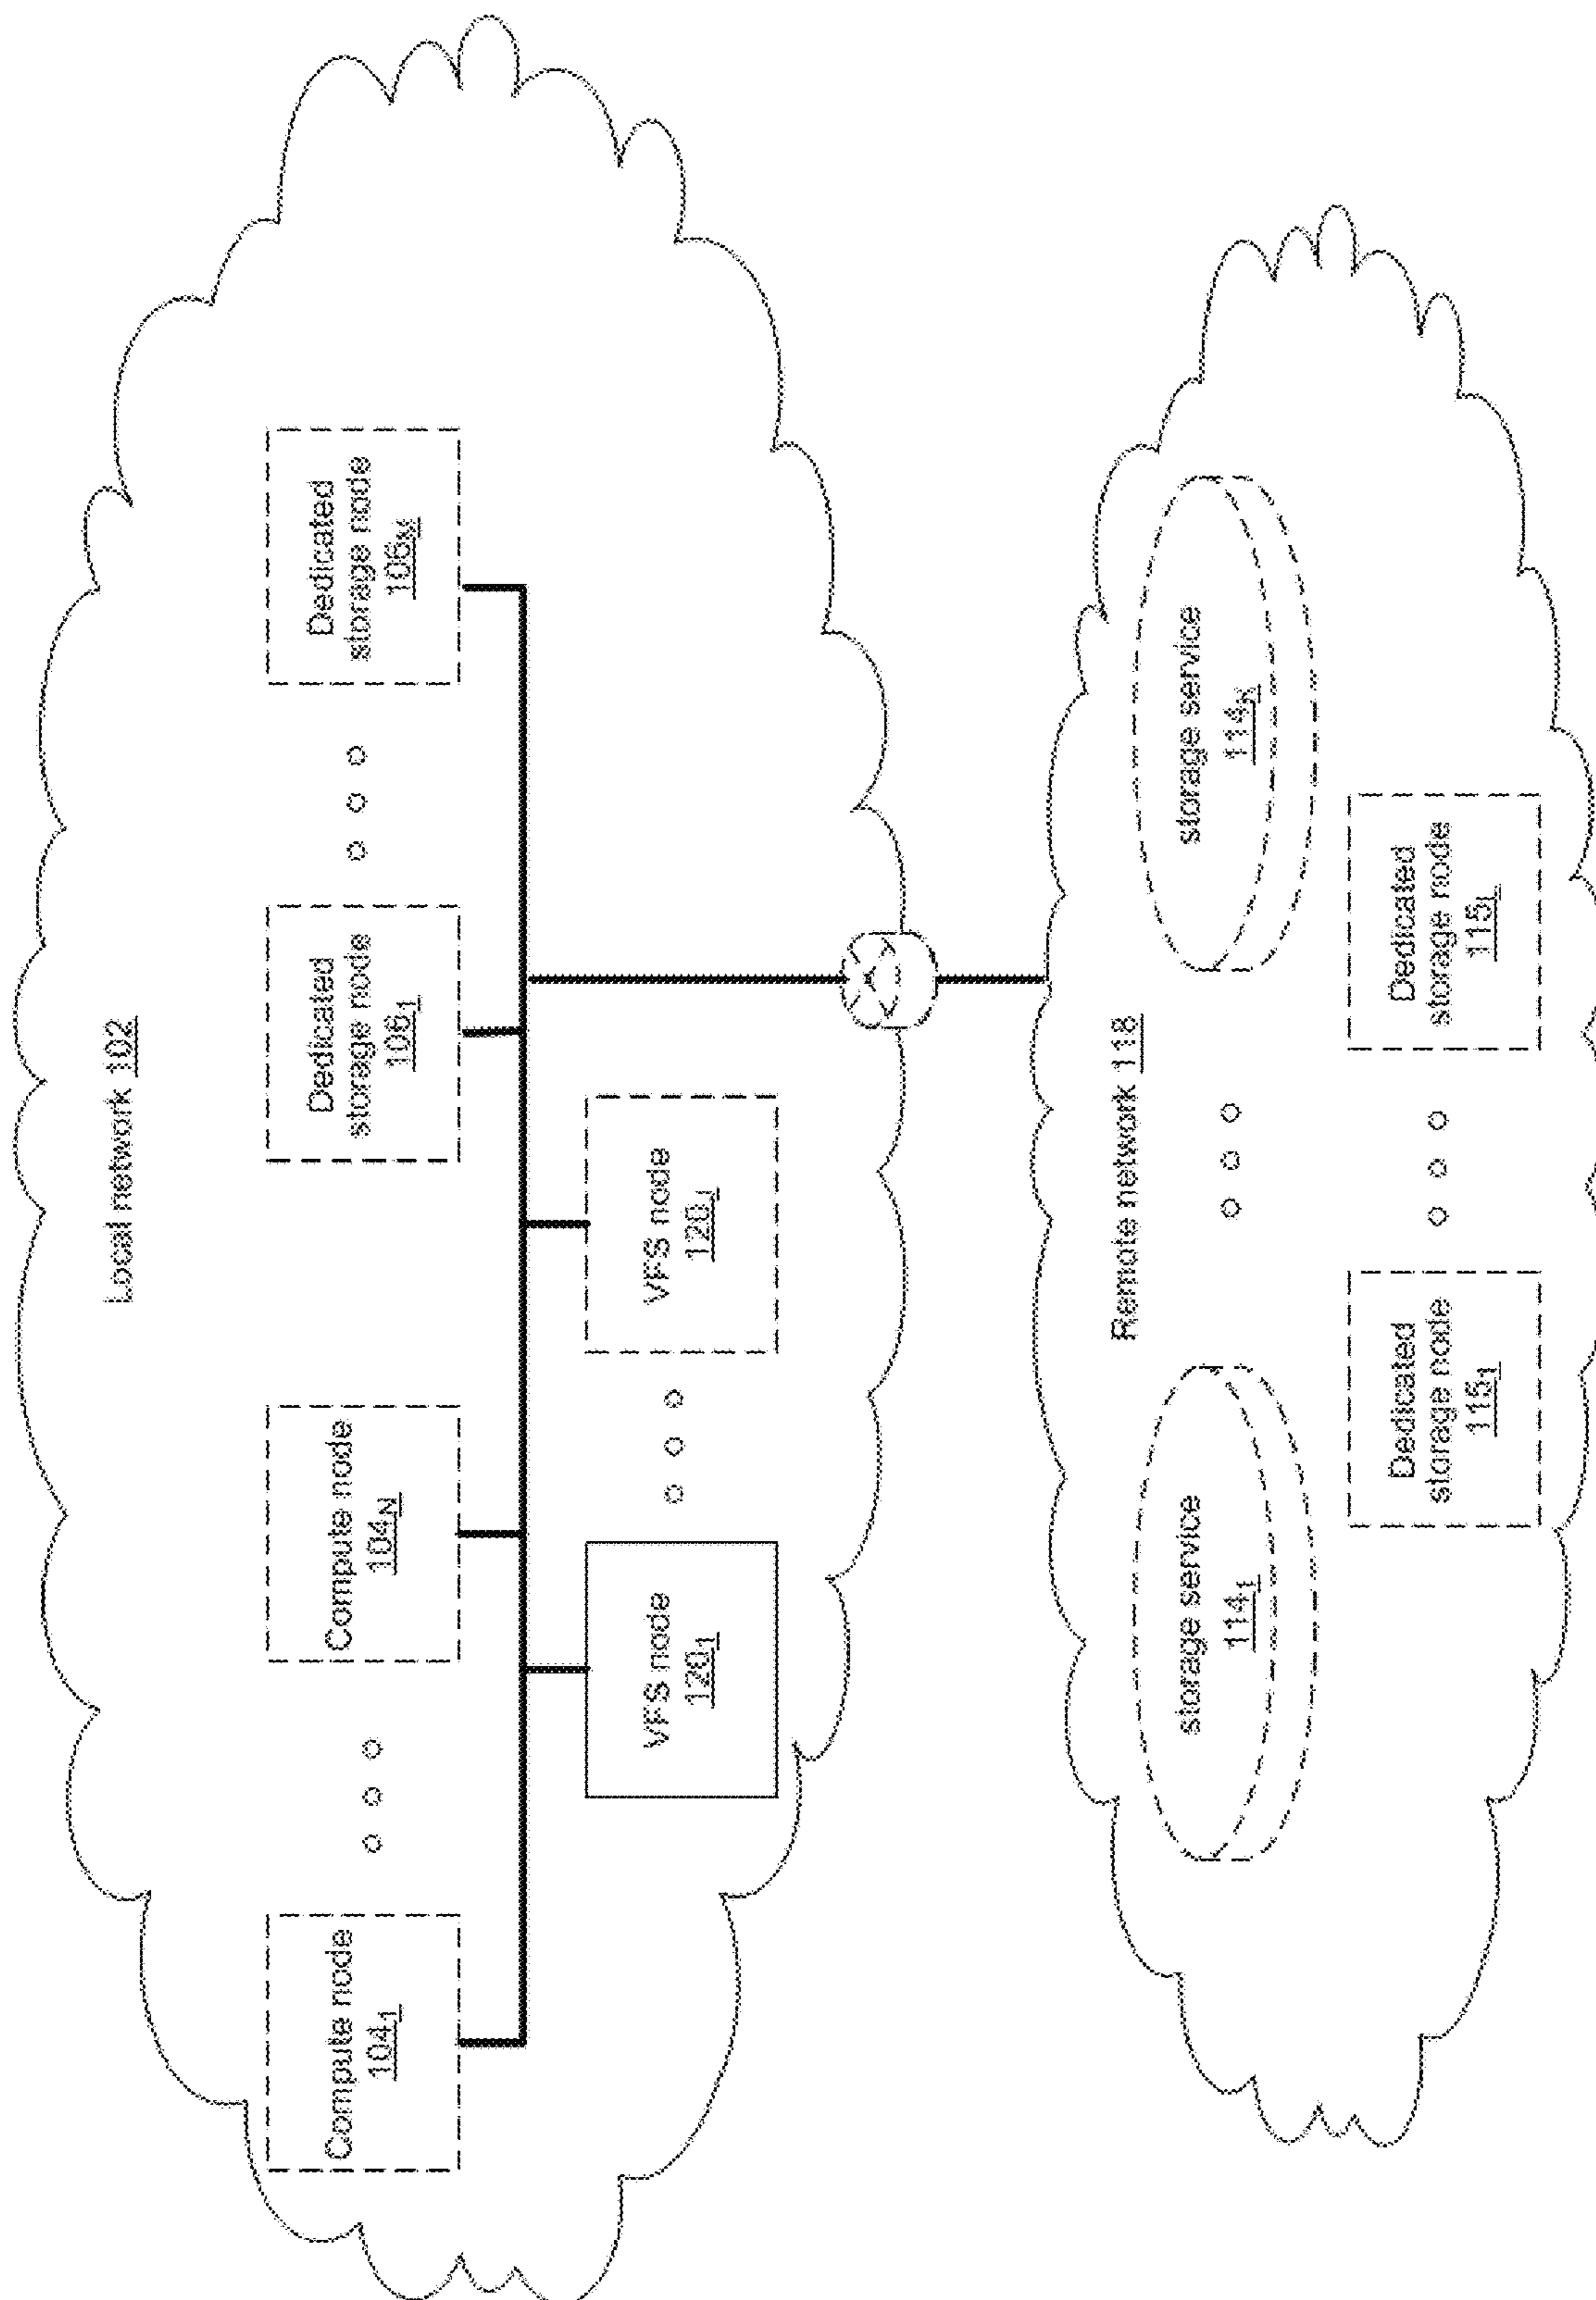 Local network 102
Compute node
104₁
Compute node
104N
Dedicated
storage node
106₁
Dedicated
storage node
106M
VFS node
120₁
VFS node
120J
Remote network 118
storage service
114₁
storage service
114K
Dedicated
storage node
115₁
Dedicated
storage node
115L